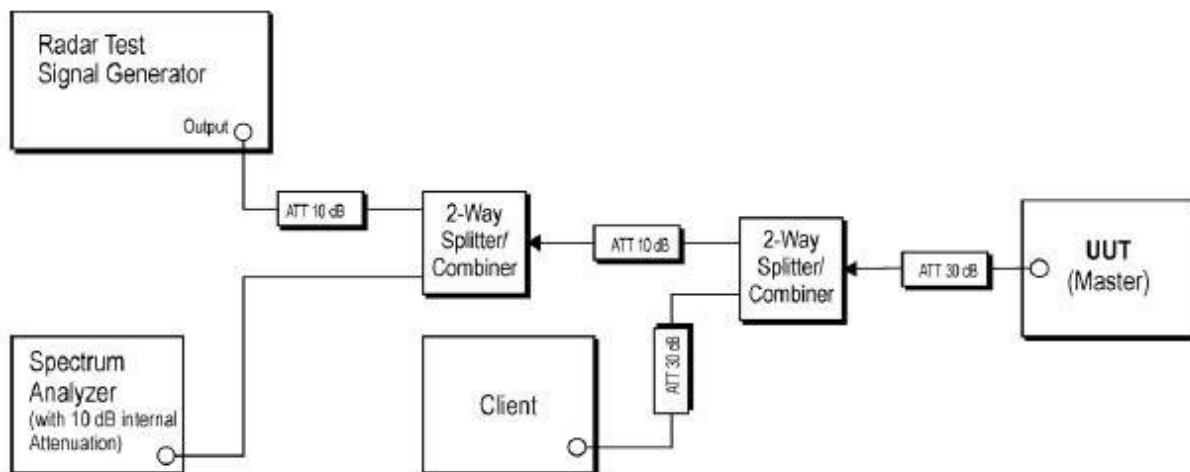 Radar Test
Signal Generator
Output
ATT 10 dB
2-Way
Splitter/
Combiner
ATT 10 dB
2-Way
Splitter/
Combiner
ATT 30 dB
UUT
(Master)
Spectrum
Analyzer
(with 10 dB internal
Attenuation)
Client
ATT 30 dB